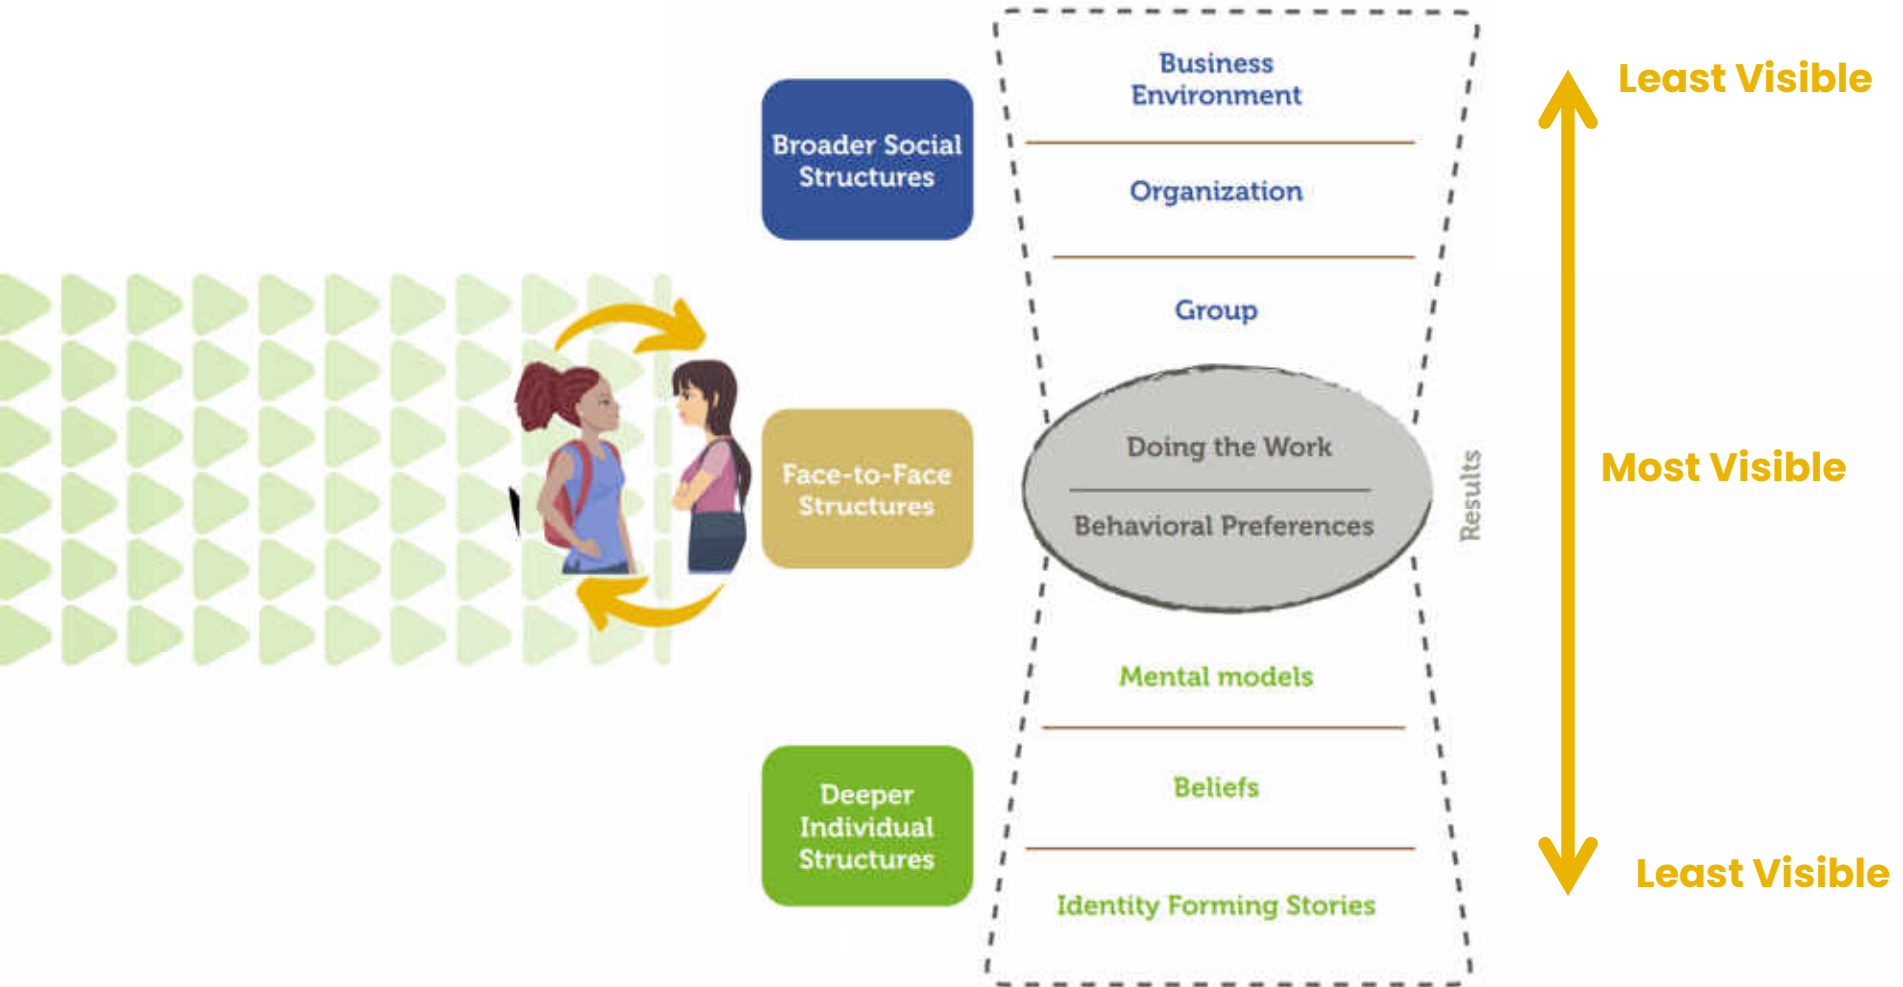 Business
Environment
Least Visible
Broader Social
Structures
Organization
Group
Doing the Work
Face-to-Face
Structures
Behavioral Preferences
Results
Most Visible
Mental models
Deeper
Individual
Structures
Beliefs
Identity Forming Stories
Least Visible